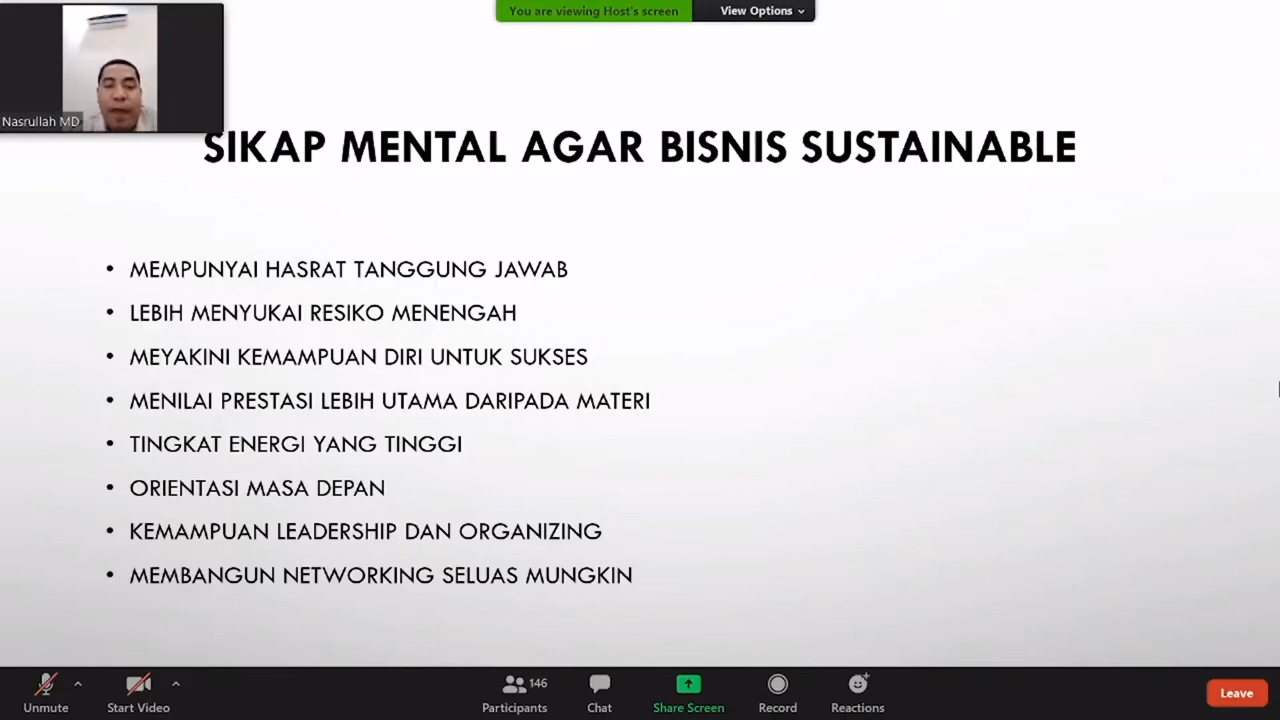 You are viewing Host's screen
View Options
Nasrullah MD
SIKAP MENTAL AGAR BISNIS SUSTAINABLE
• MEMPUNYAI HASRAT TANGGUNG JAWAB
• LEBIH MENYUKAI RESIKO MENENGAH
• MEYAKINI KEMAMPUAN DIRI UNTUK SUKSES
• MENILAI PRESTASI LEBIH UTAMA DARIPADA MATERI
• TINGKAT ENERGI YANG TINGGI
• ORIENTASI MASA DEPAN
• KEMAMPUAN LEADERSHIP DAN ORGANIZING
• MEMBANGUN NETWORKING SELUAS MUNGKIN
146
Unmute
Start Video
Participants
Chat
Share Screen
Record
Reactions
Leave